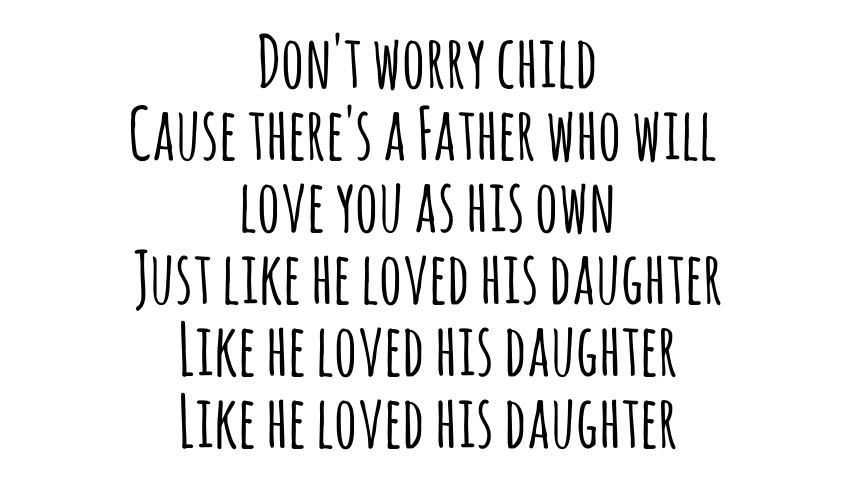 Don't worry child
Cause there's a Father who will
love you as his own
Just like he loved his daughter
Like he loved his daughter
Like he loved his daughter